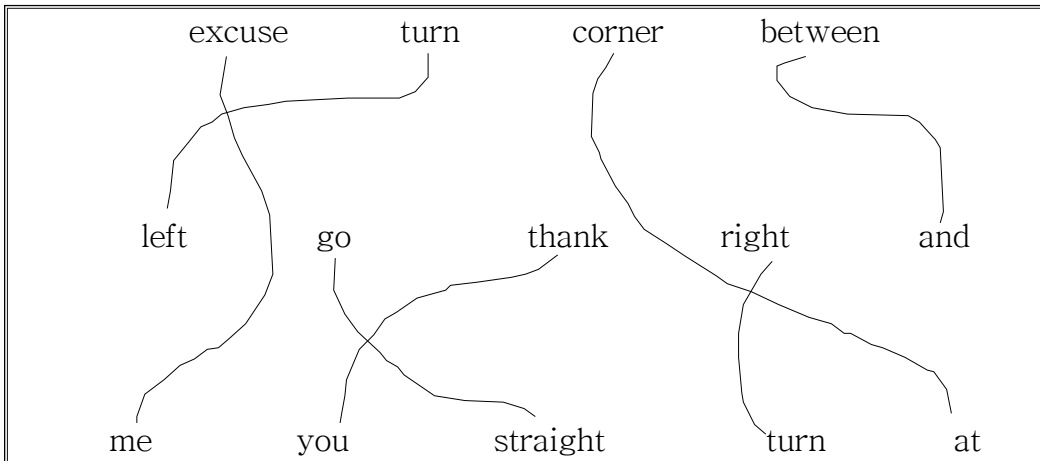 excuse turn corner between
left go thank right and
me you straight turn at